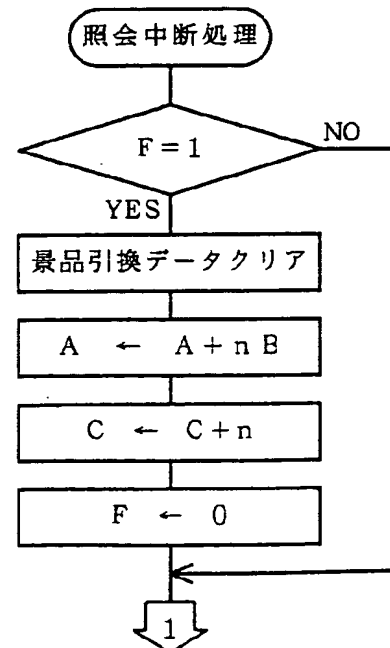 照会中断処理
F=1
NO
YES
景品引換データクリア
A ← A+nB
C ← C+n
F ← 0
1